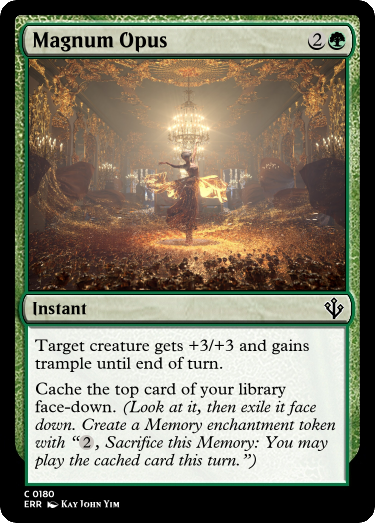 Magnum Opus 2
Instant
Target creature gets +3/+3 and gains
trample until end of turn.
Cache the top card of your library
face-down. (Look at it, then exile it face
down. Create a Memory enchantment token
with “2, Sacrifice this Memory: You may
play the cached card this turn.”)
C 0180
ERR Kay John Yim